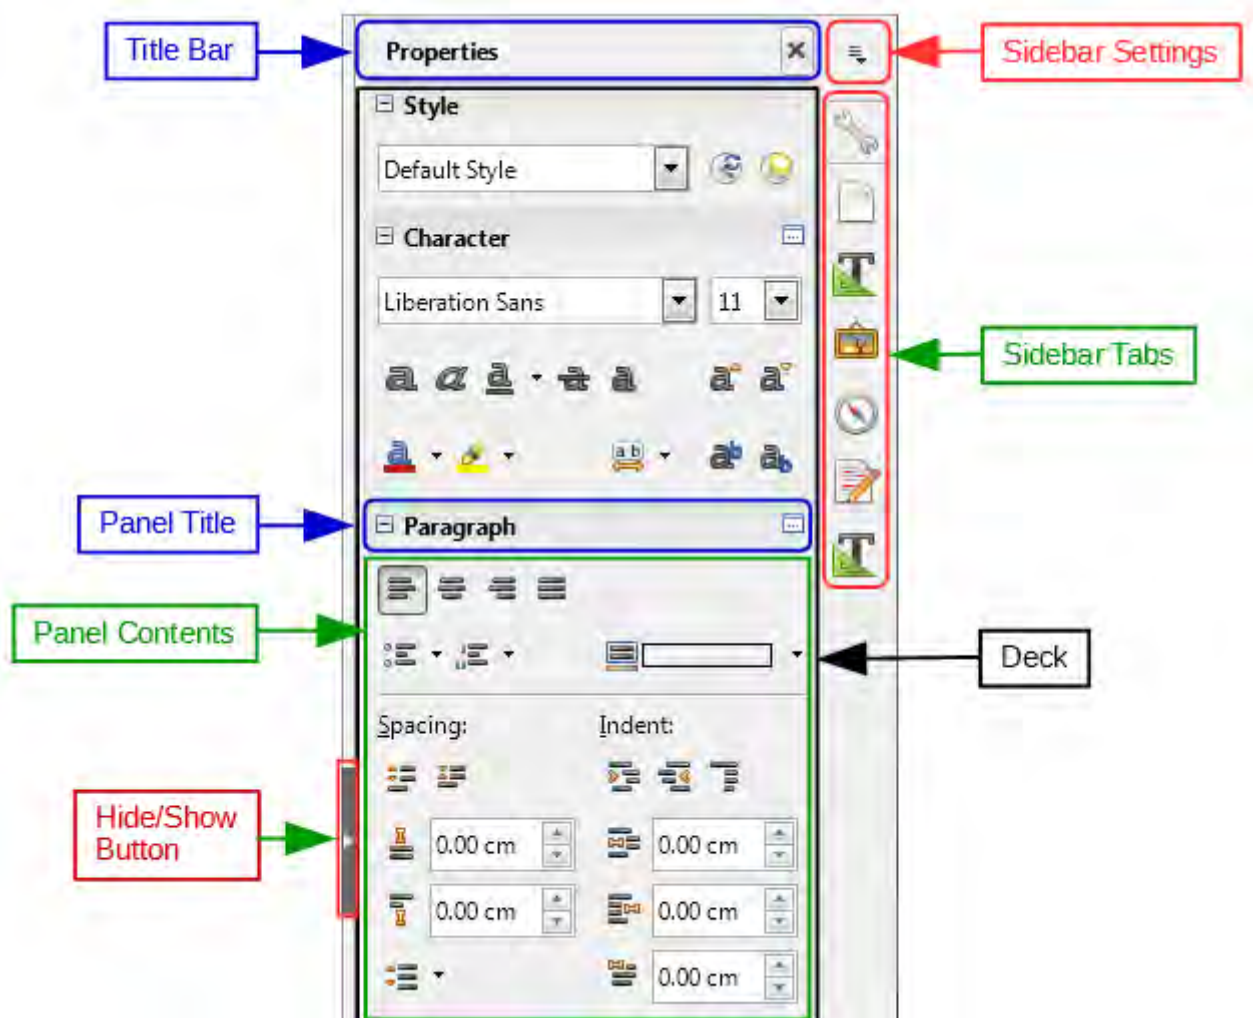 Title Bar
Properties
Sidebar Settings
Style
Default Style
Character
Liberation Sans
11
Sidebar Tabs
Panel Title
Paragraph
Panel Contents
Deck
Spacing:
Indent:
Hide/Show
Button
0.00 cm
0.00 cm
0.00 cm
0.00 cm
0.00 cm